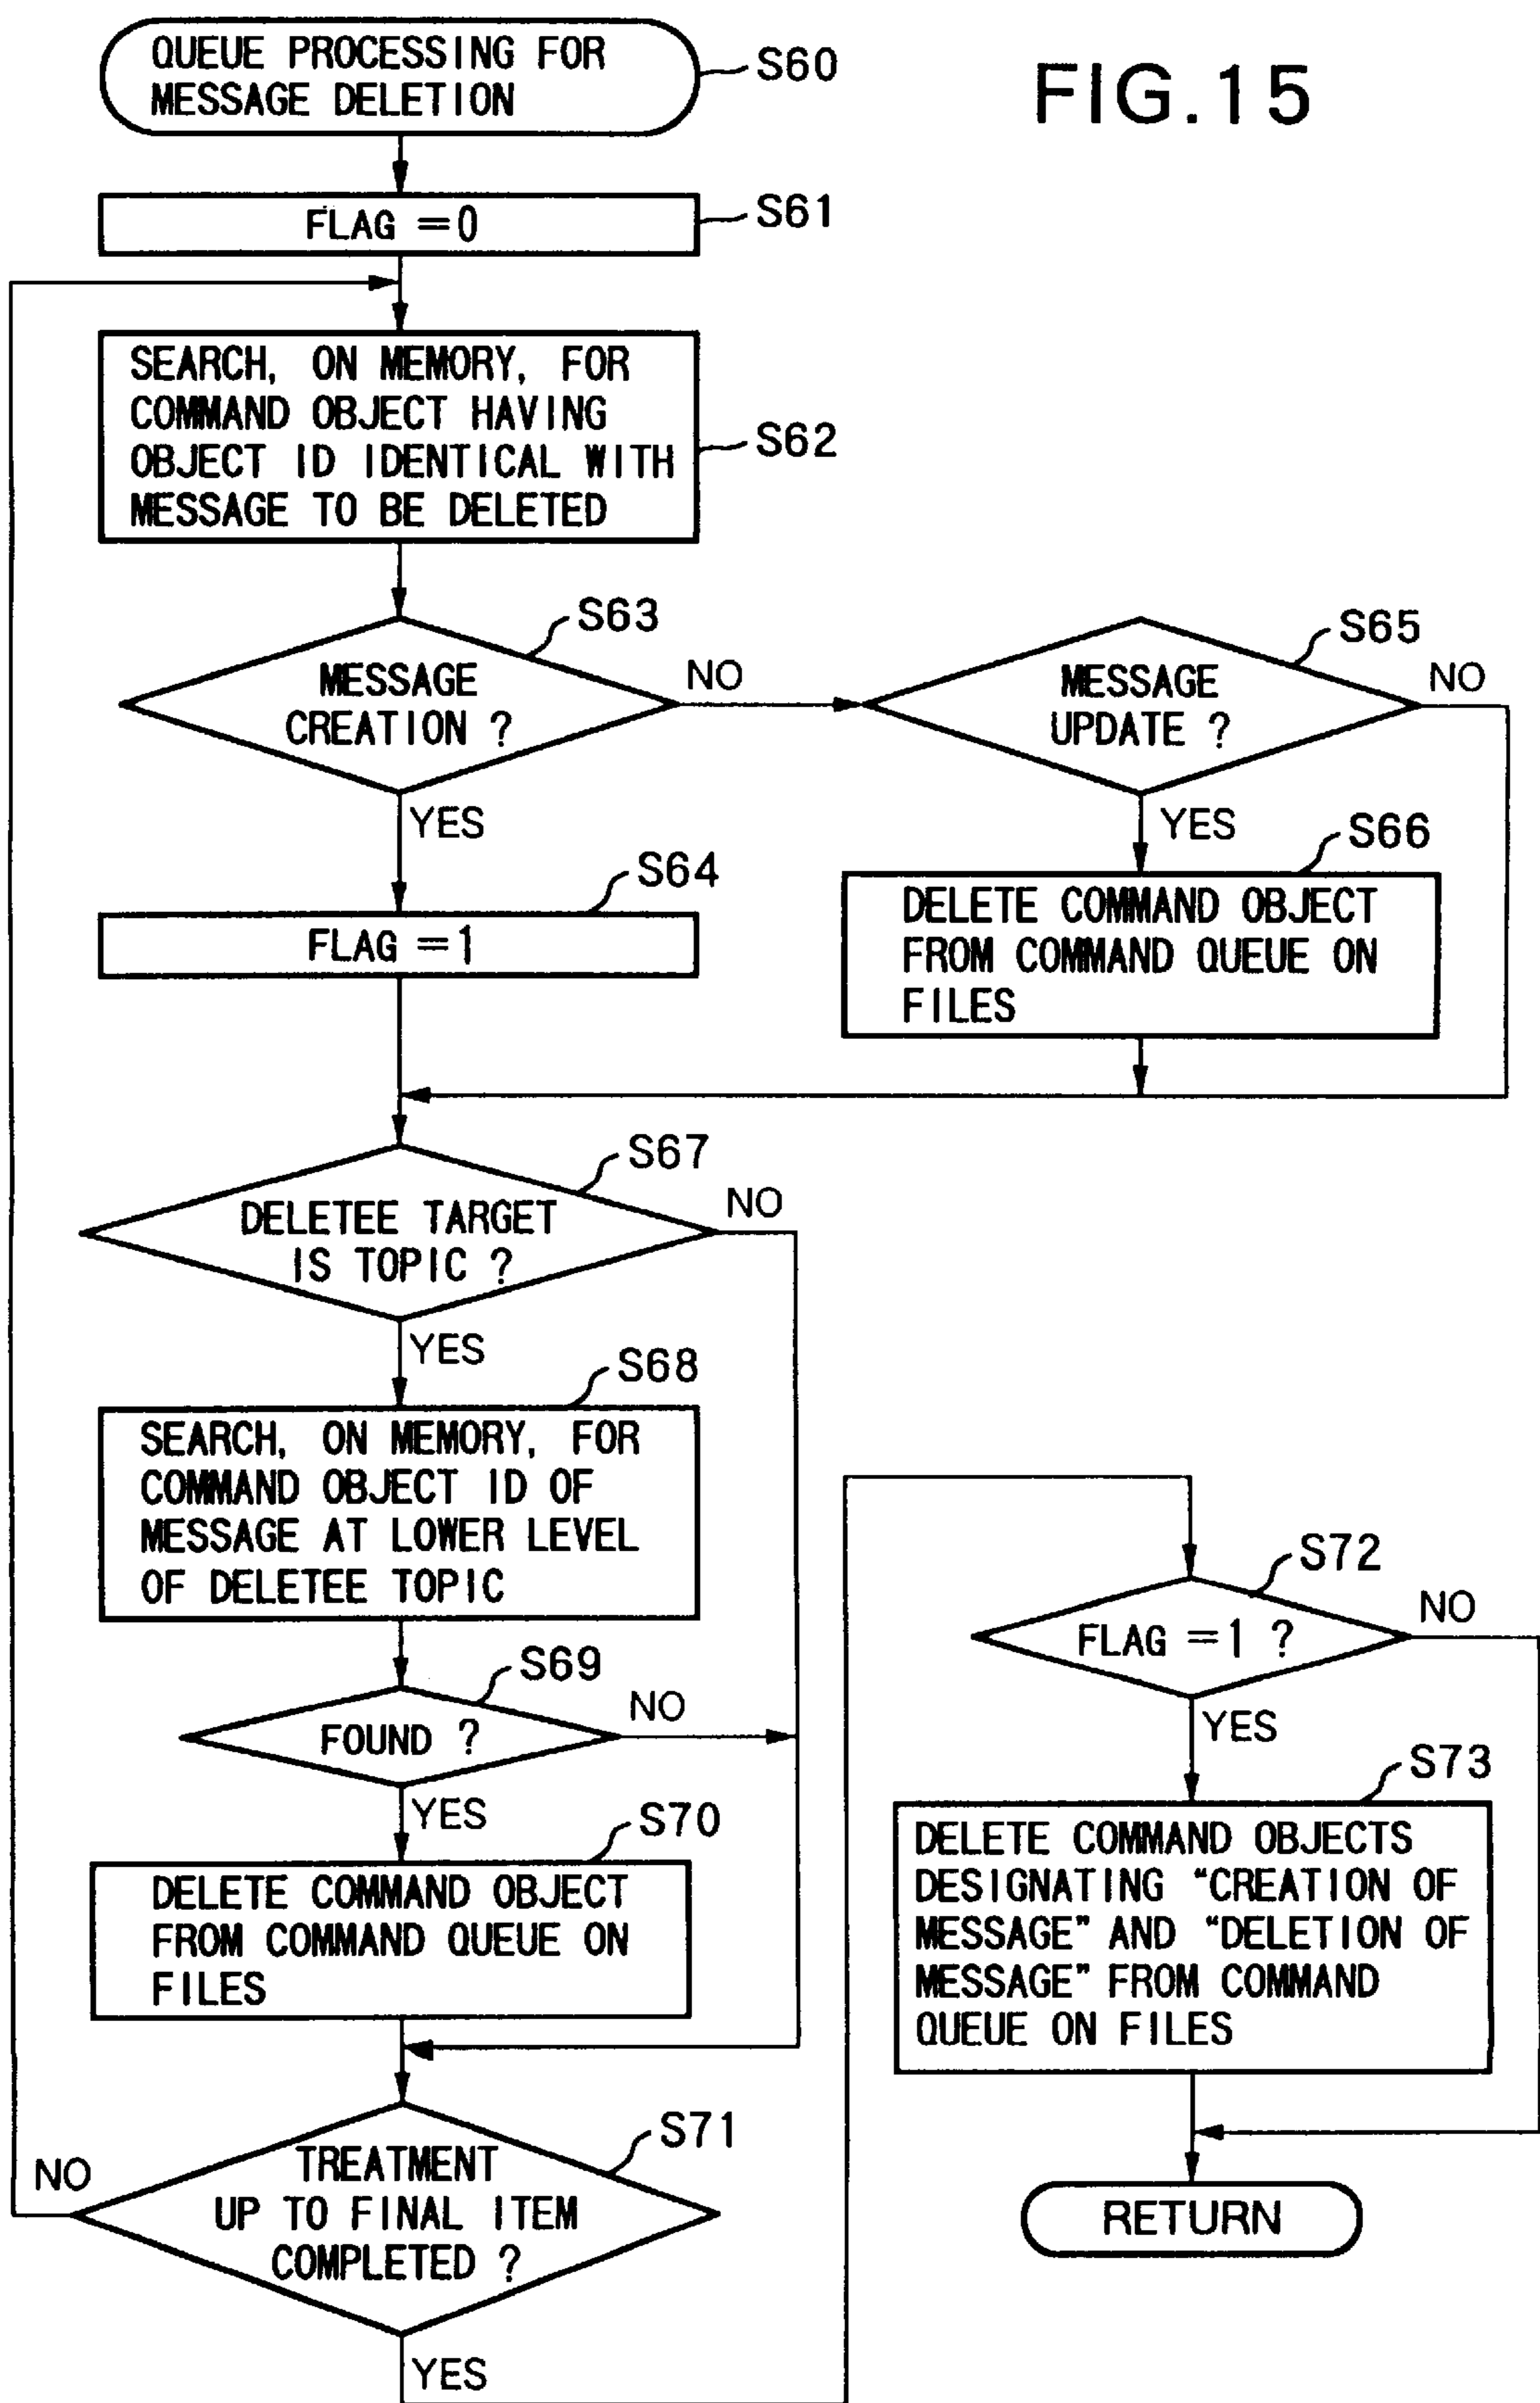 FIG.15
QUEUE PROCESSING FOR
MESSAGE DELETION
S60
FLAG =0
S61
SEARCH, ON MEMORY, FOR
COMMAND OBJECT HAVING
OBJECT ID IDENTICAL WITH
MESSAGE TO BE DELETED
S62
S63
MESSAGE
CREATION ?
NO
YES
S65
MESSAGE
UPDATE ?
NO
YES
S64
FLAG =1
S66
DELETE COMMAND OBJECT
FROM COMMAND QUEUE ON
FILES
S67
DELETEE TARGET
IS TOPIC ?
NO
YES
S68
SEARCH, ON MEMORY, FOR
COMMAND OBJECT ID OF
MESSAGE AT LOWER LEVEL
OF DELETEE TOPIC
S69
FOUND ?
NO
YES
S70
DELETE COMMAND OBJECT
FROM COMMAND QUEUE ON
FILES
S71
TREATMENT
UP TO FINAL ITEM
COMPLETED ?
NO
YES
S72
FLAG =1 ?
NO
YES
S73
DELETE COMMAND OBJECTS
DESIGNATING “CREATION OF
MESSAGE” AND “DELETION OF
MESSAGE” FROM COMMAND
QUEUE ON FILES
RETURN